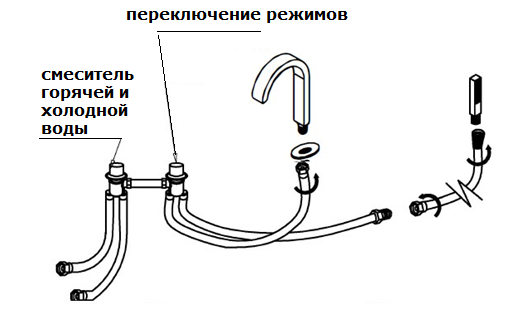 переключение режимов
смеситель
горячей и
холодной
воды